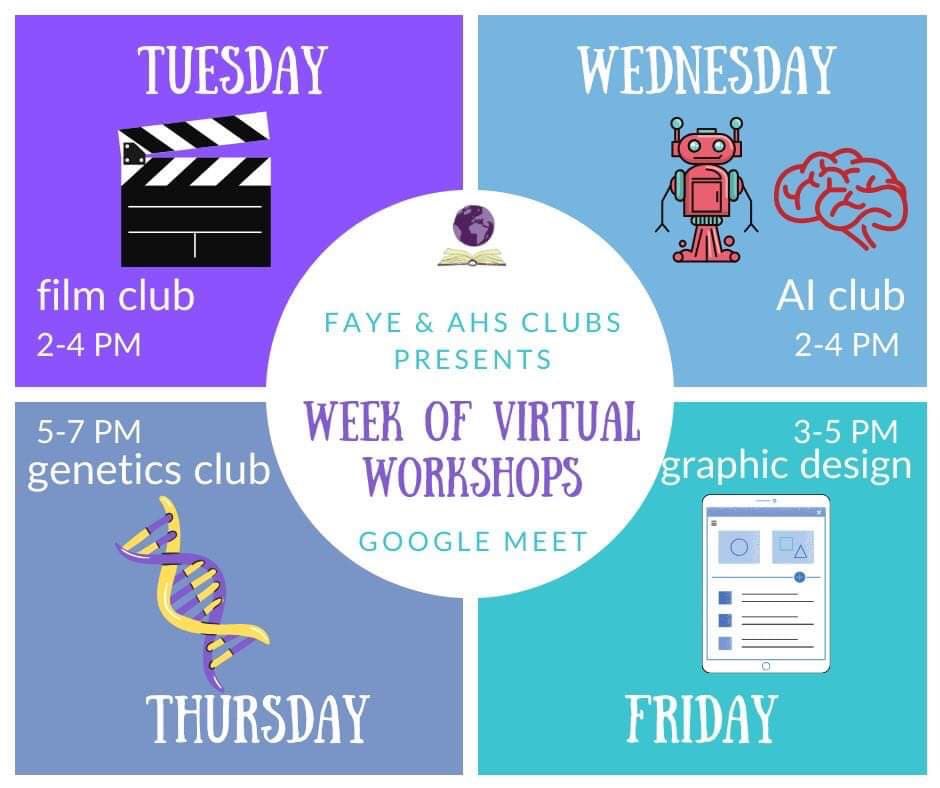 TUESDAY
film club
2-4 PM
WEDNESDAY
AI club
2-4 PM
FAYE & AHS CLUBS
PRESENTS
WEEK OF VIRTUAL
WORKSHOPS
GOOGLE MEET
5-7 PM
genetics club
THURSDAY
3-5 PM
graphic design
FRIDAY